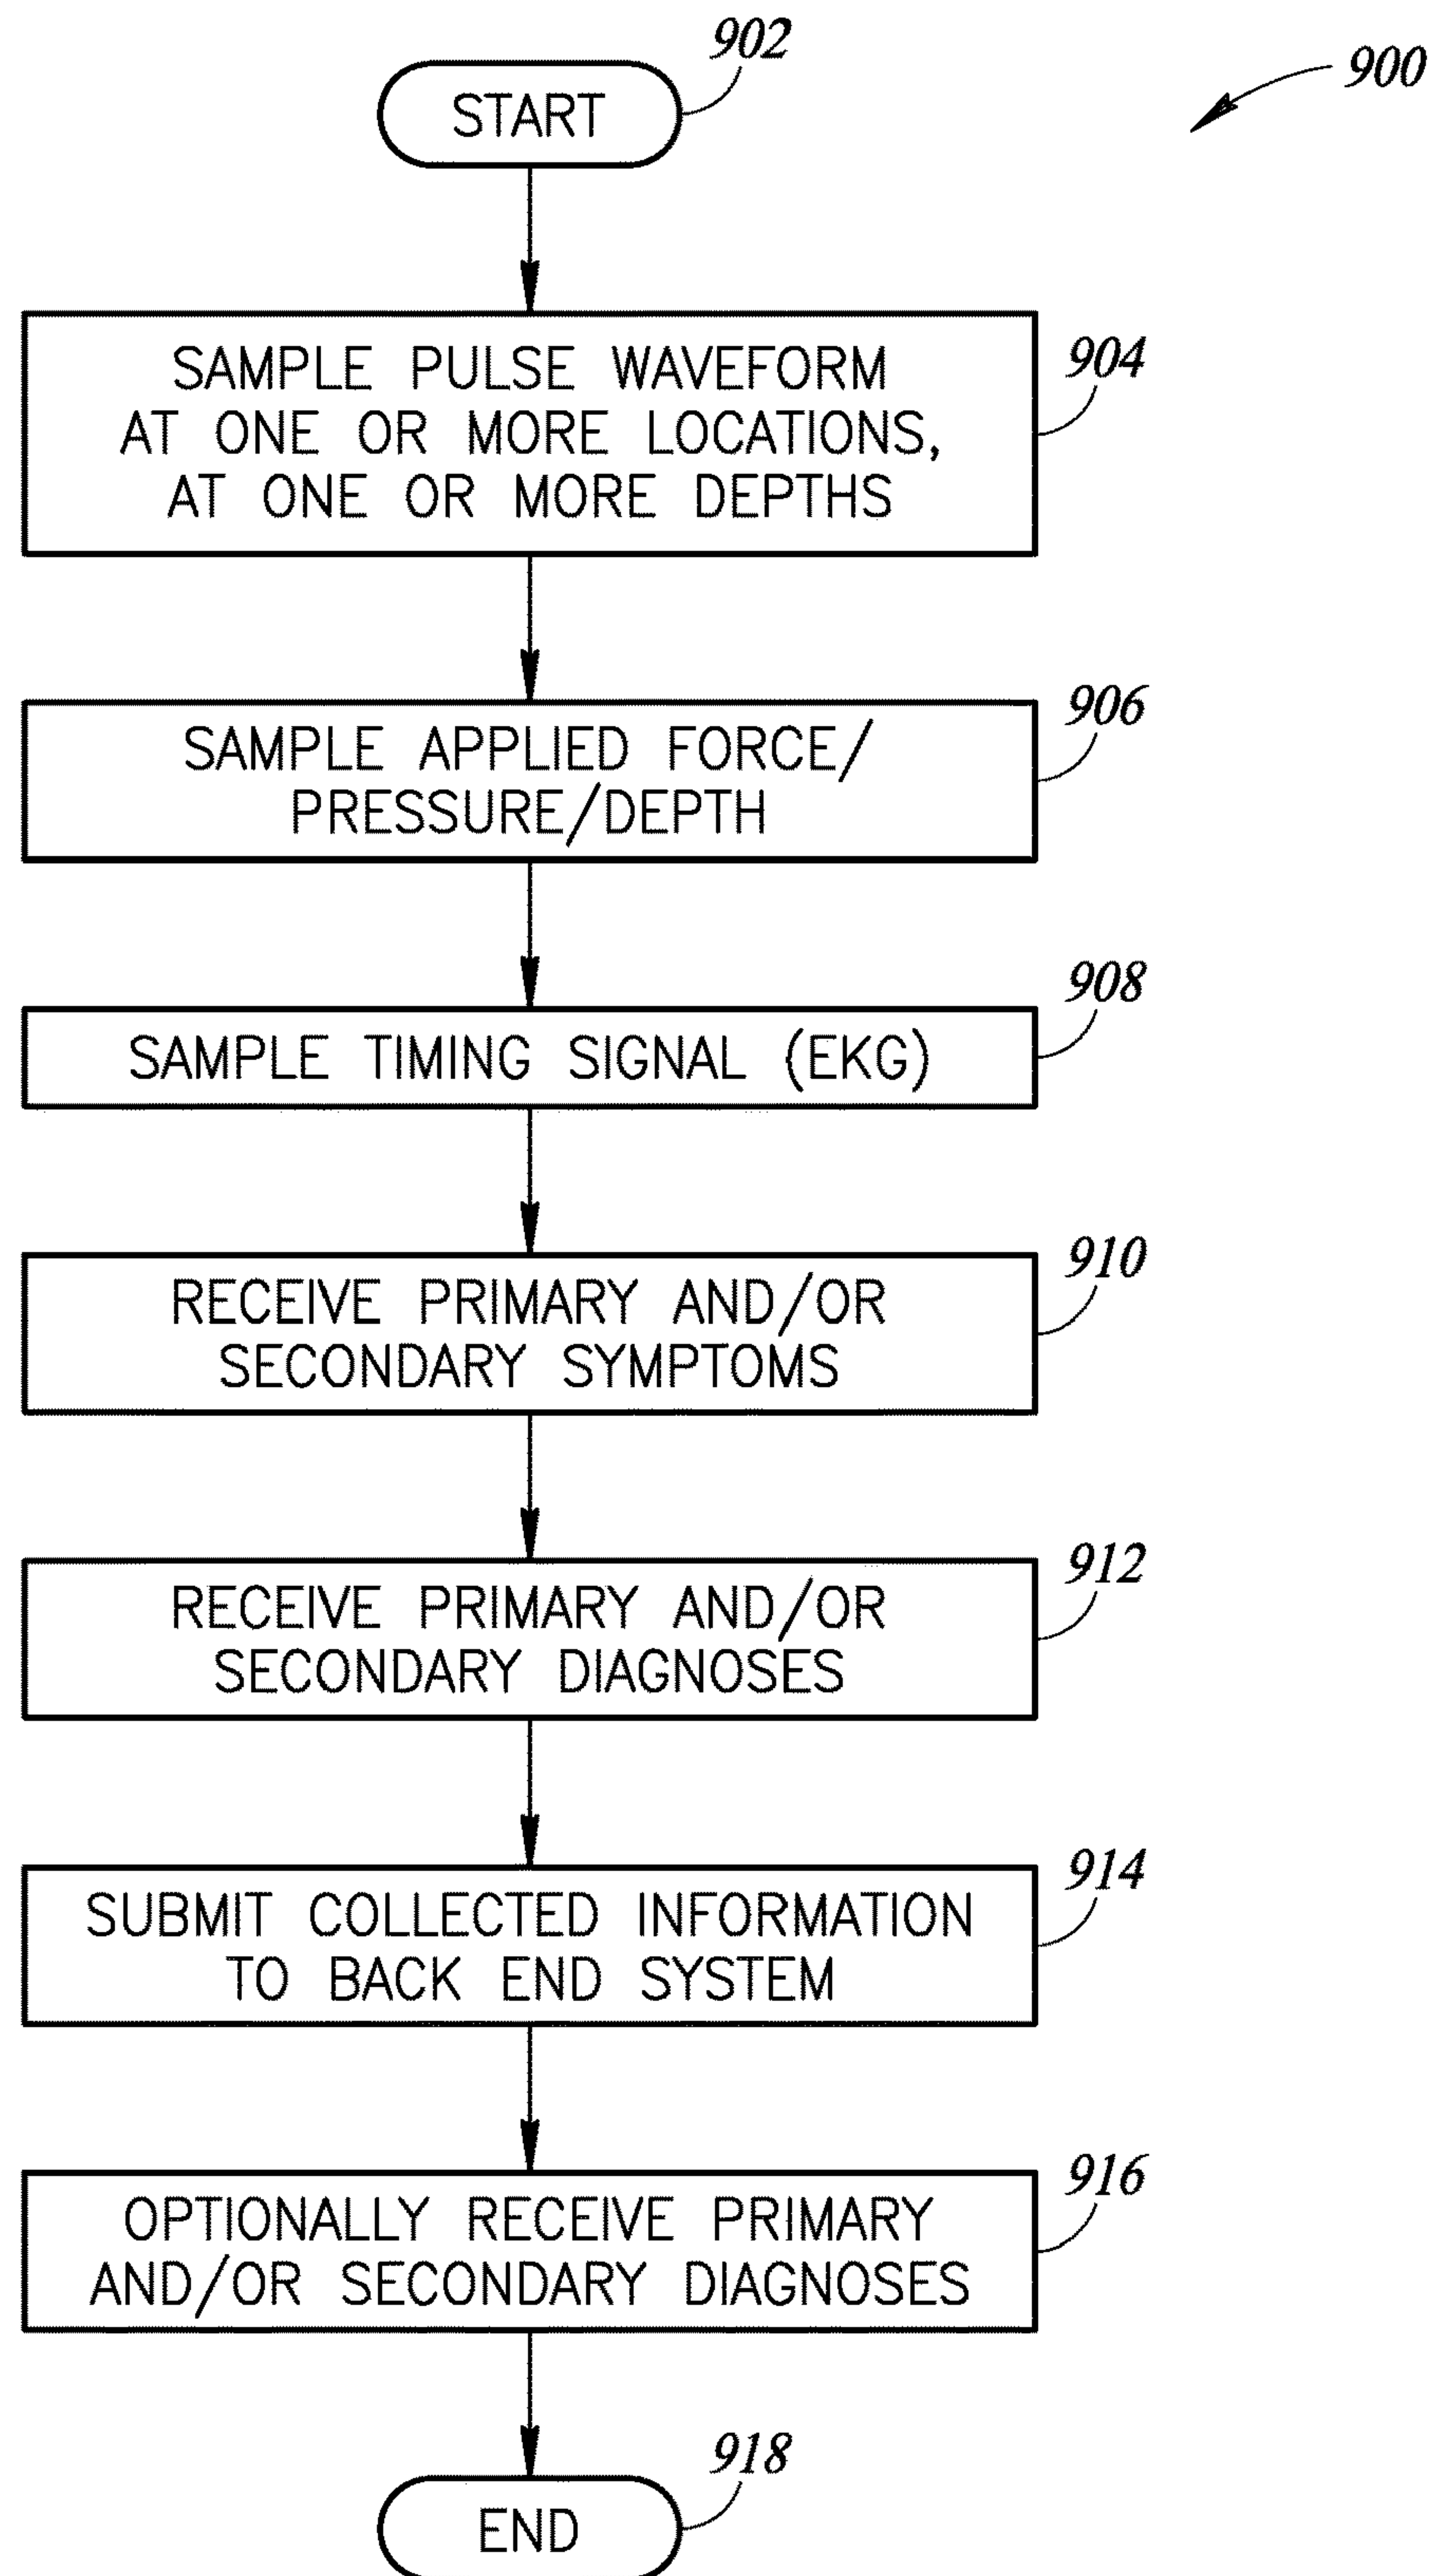 902
900
START
904
SAMPLE PULSE WAVEFORM
AT ONE OR MORE LOCATIONS,
AT ONE OR MORE DEPTHS
906
SAMPLE APPLIED FORCE/
PRESSURE/DEPTH
908
SAMPLE TIMING SIGNAL (EKG)
910
RECEIVE PRIMARY AND/OR
SECONDARY SYMPTOMS
912
RECEIVE PRIMARY AND/OR
SECONDARY DIAGNOSES
914
SUBMIT COLLECTED INFORMATION
TO BACK END SYSTEM
916
OPTIONALLY RECEIVE PRIMARY
AND/OR SECONDARY DIAGNOSES
918
END